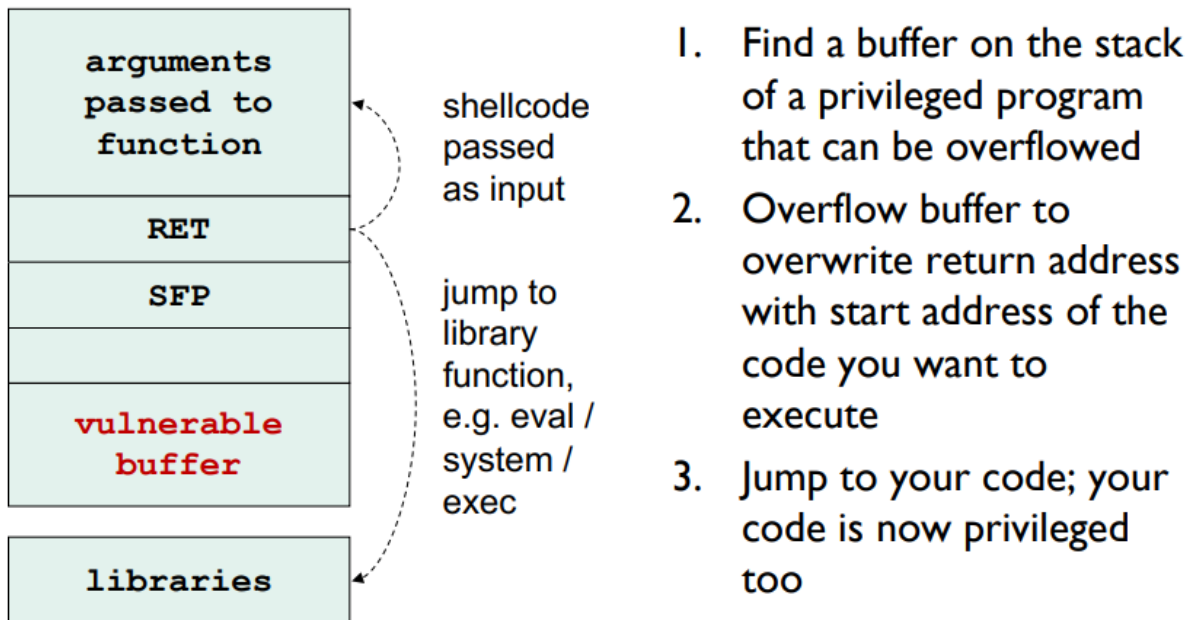 arguments
passed to
function
RET
SFP
vulnerable
buffer
libraries
shellcode
passed
as input
jump to
library
function,
e.g. eval /
system /
exec
1. Find a buffer on the stack
of a privileged program
that can be overflowed
2. Overflow buffer to
overwrite return address
with start address of the
code you want to
execute
3. Jump to your code; your
code is now privileged
too